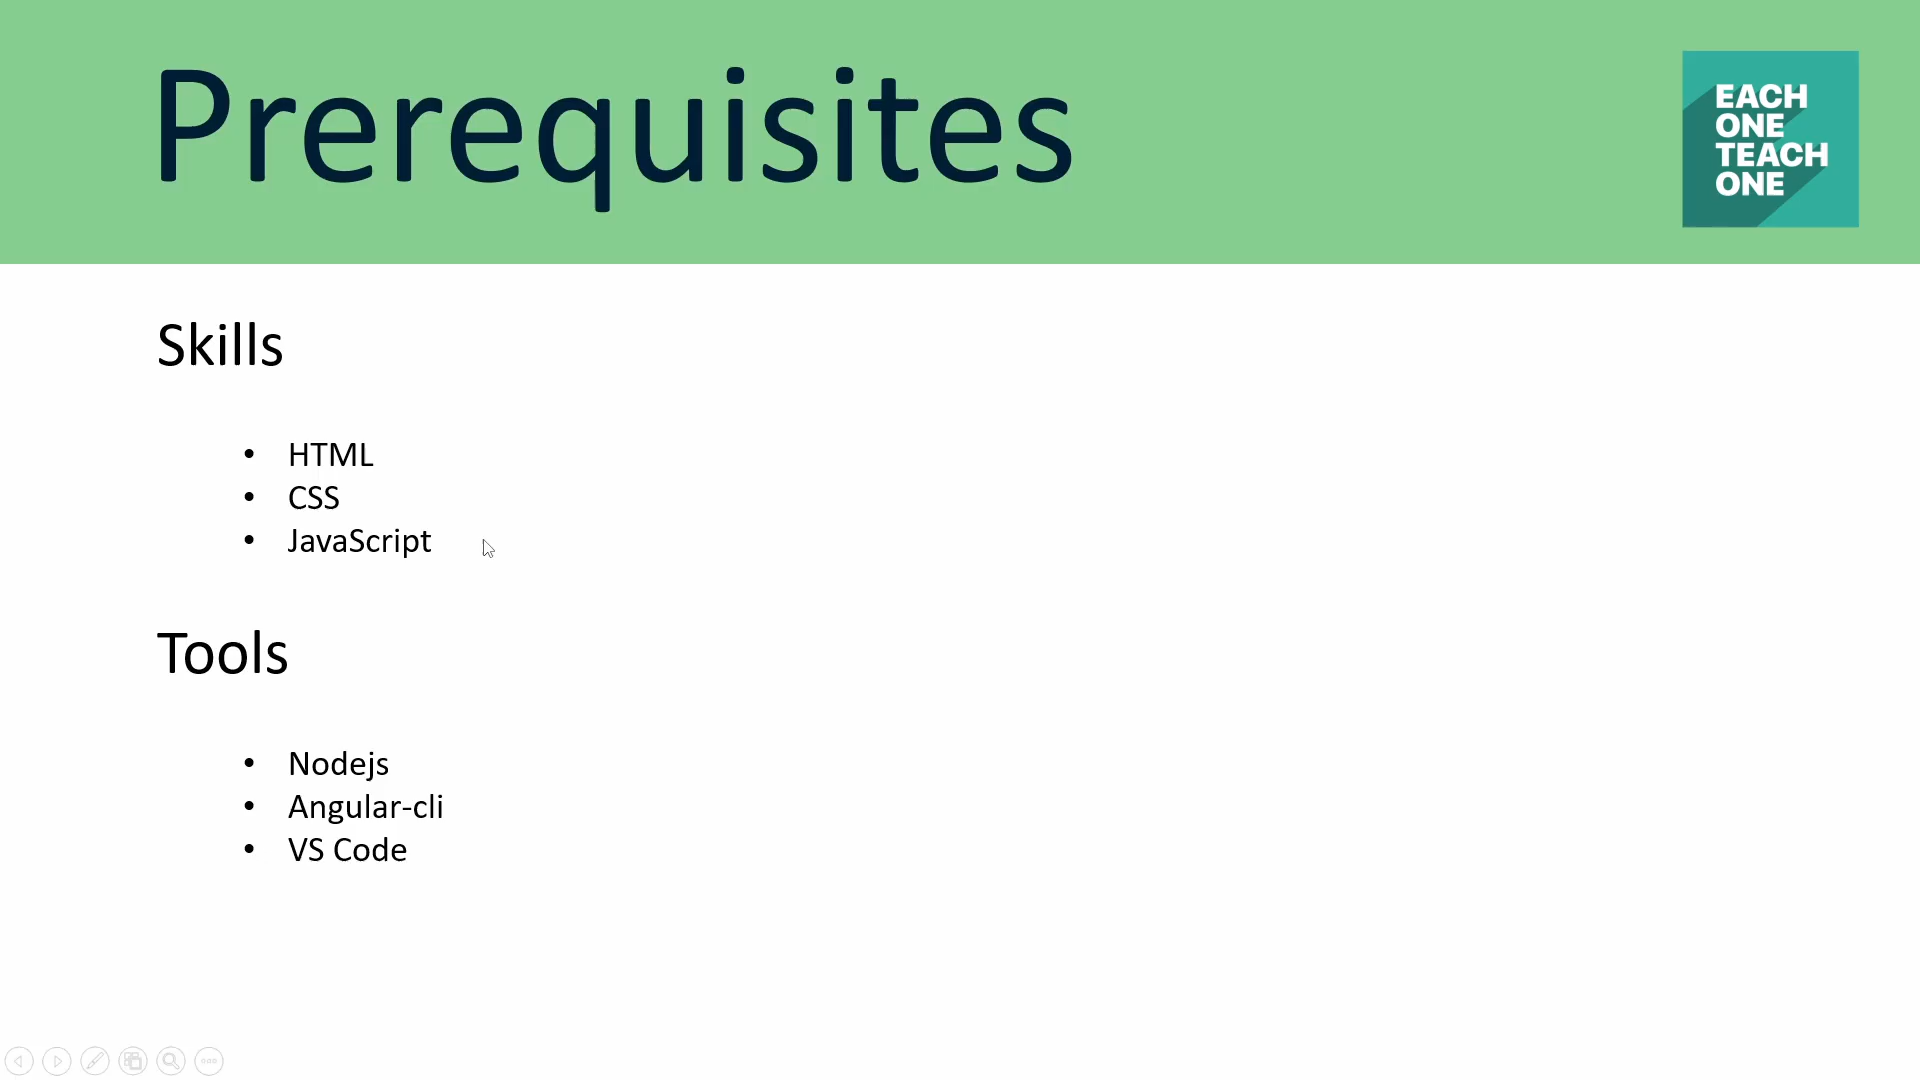 Prerequisites
EACH
ONE
TEACH
ONE
Skills
• HTML
• CSS
• JavaScript
Tools
• Nodejs
• Angular-cli
• VS Code